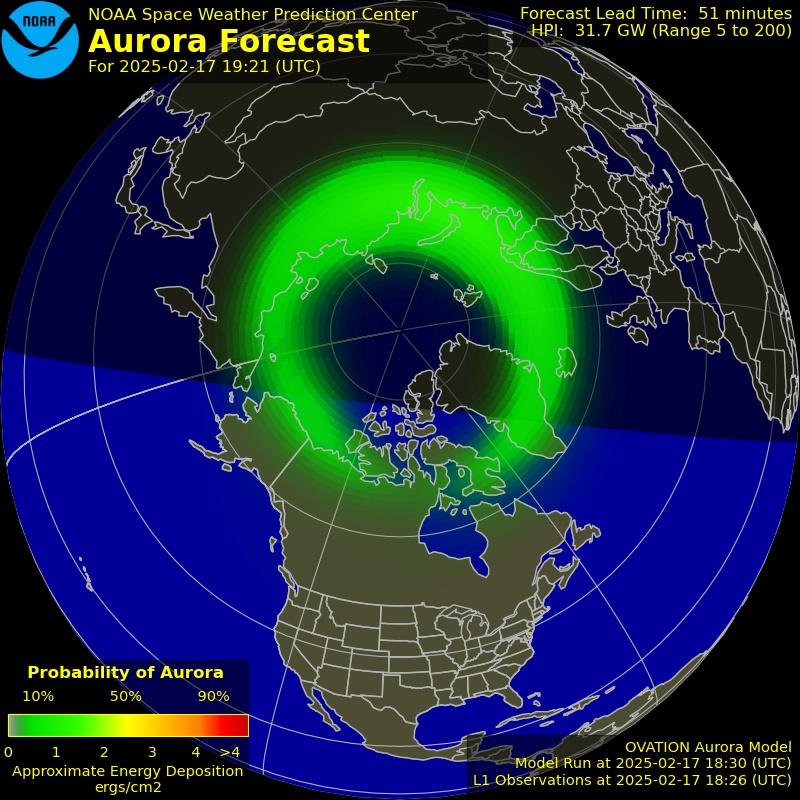 NOAA
NOAA Space Weather Prediction Center
Aurora Forecast
For 2025-02-17 19:21 (UTC)
Forecast Lead Time: 51 minutes
HPI: 31.7 GW (Range 5 to 200)
Probability of Aurora
10% 50% 90%
0 1 2 3 4 >4
Approximate Energy Deposition
ergs/cm2
OVATION Aurora Model
Model Run at 2025-02-17 18:30 (UTC)
L1 Observations at 2025-02-17 18:26 (UTC)